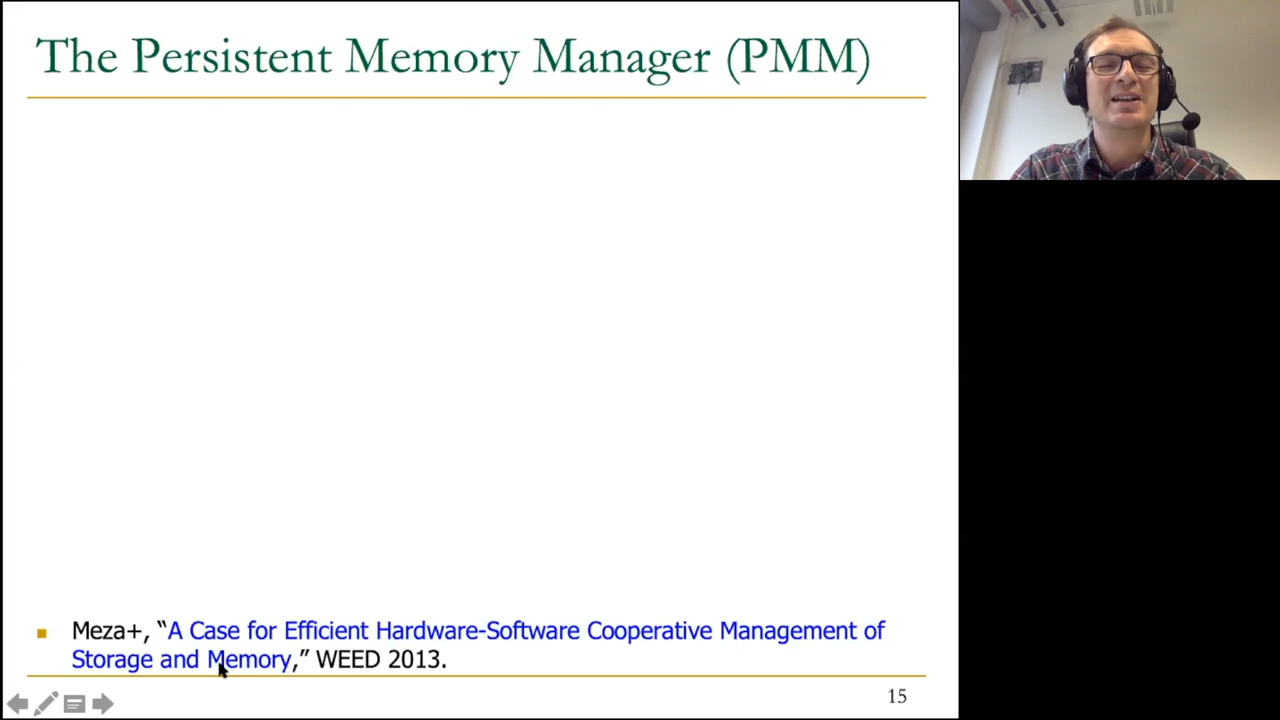 The Persistent Memory Manager (PMM)
■ Meza+, “A Case for Efficient Hardware-Software Cooperative Management of
Storage and Memory,” WEED 2013.
15